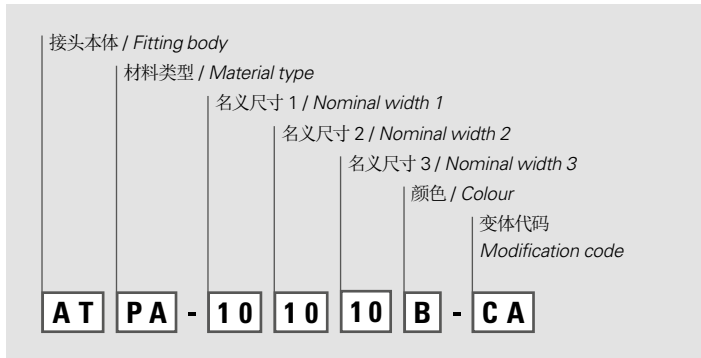 接头本体 / Fitting body
材料类型 / Material type
名义尺寸 1 / Nominal width 1
名义尺寸 2 / Nominal width 2
名义尺寸 3 / Nominal width 3
颜色 / Colour
变体代码
Modification code
AT PA - 10 10 10 B - CA